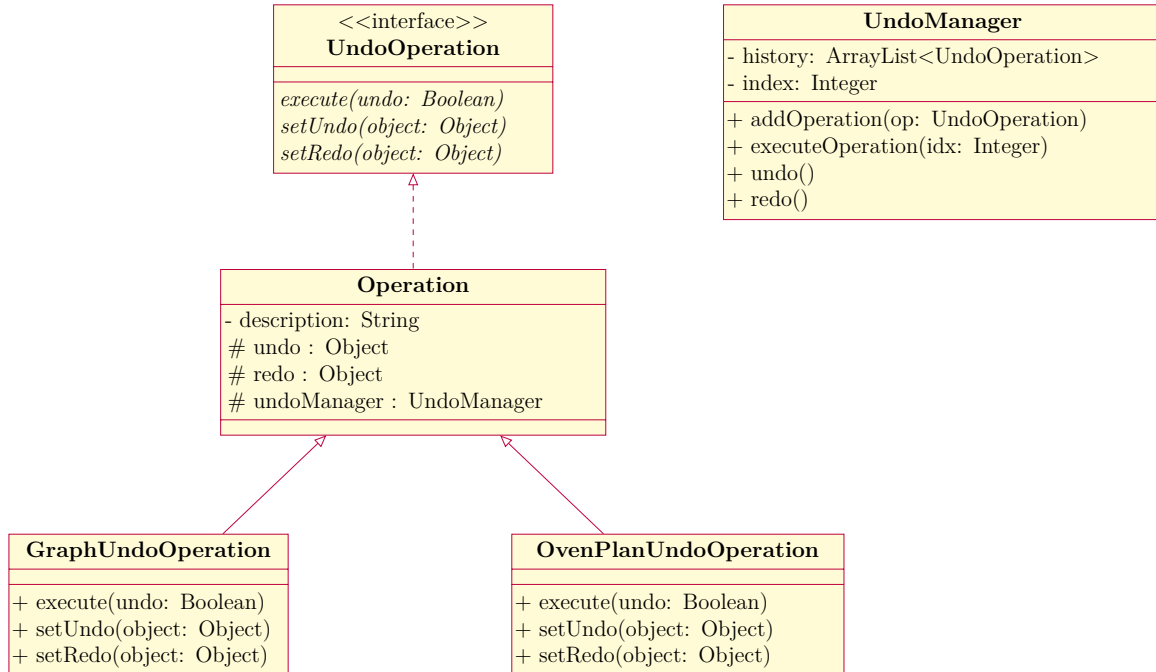 <<interface>>
UndoOperation
execute(undo: Boolean)
setUndo(object: Object)
setRedo(object: Object)
UndoManager
- history: ArrayList<UndoOperation>
- index: Integer
+ addOperation(op: UndoOperation)
+ executeOperation(idx: Integer)
+ undo()
+ redo()
Operation
- description: String
# undo : Object
# redo : Object
# undoManager : UndoManager
GraphUndoOperation
+ execute(undo: Boolean)
+ setUndo(object: Object)
+ setRedo(object: Object)
OvenPlanUndoOperation
+ execute(undo: Boolean)
+ setUndo(object: Object)
+ setRedo(object: Object)